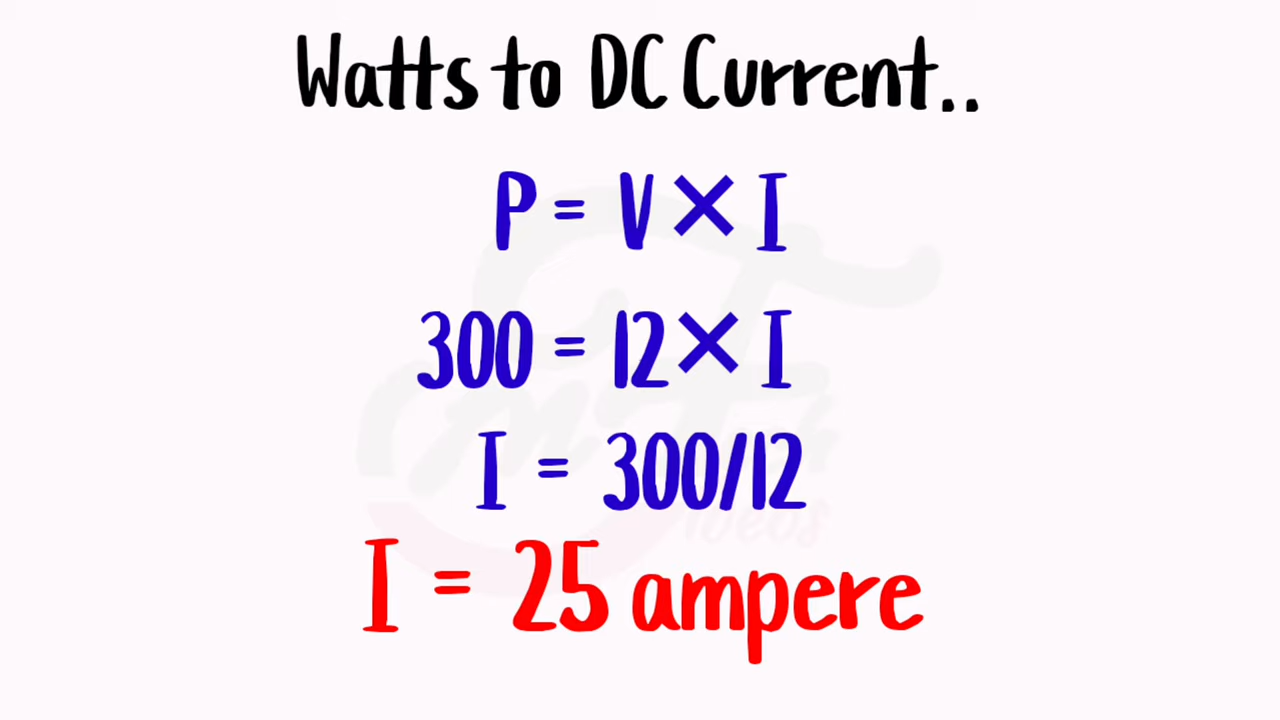 Watts to DC Current..
P = V × I
300 = 12 × I
I = 300/12
I = 25 ampere